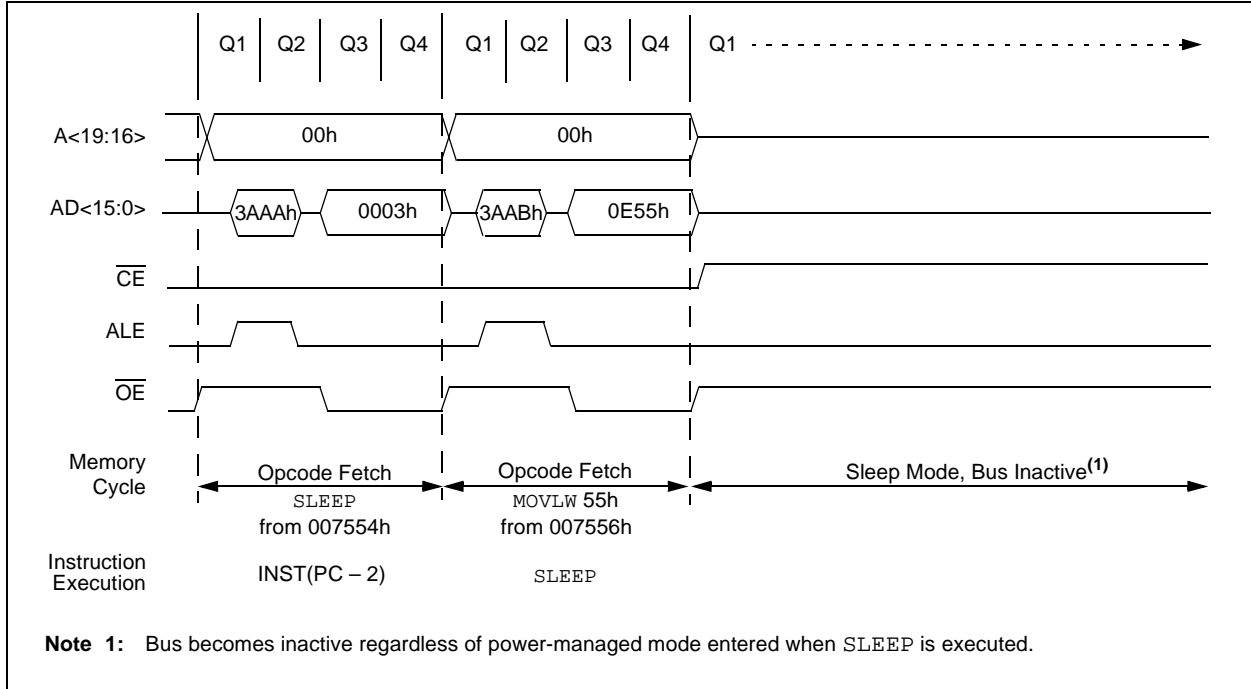 Q1 Q2 Q3 Q4 Q1 Q2 Q3 Q4 Q1
A<19:16> 00h 00h
AD<15:0> 3AAAh 0003h 3AABh 0E55h
CE
ALE
OE
Memory
Cycle
Opcode Fetch
SLEEP
from 007554h
Opcode Fetch
MOVLW 55h
from 007556h
Sleep Mode, Bus Inactive(1)
Instruction
Execution
INST(PC – 2) SLEEP
Note 1: Bus becomes inactive regardless of power-managed mode entered when SLEEP is executed.